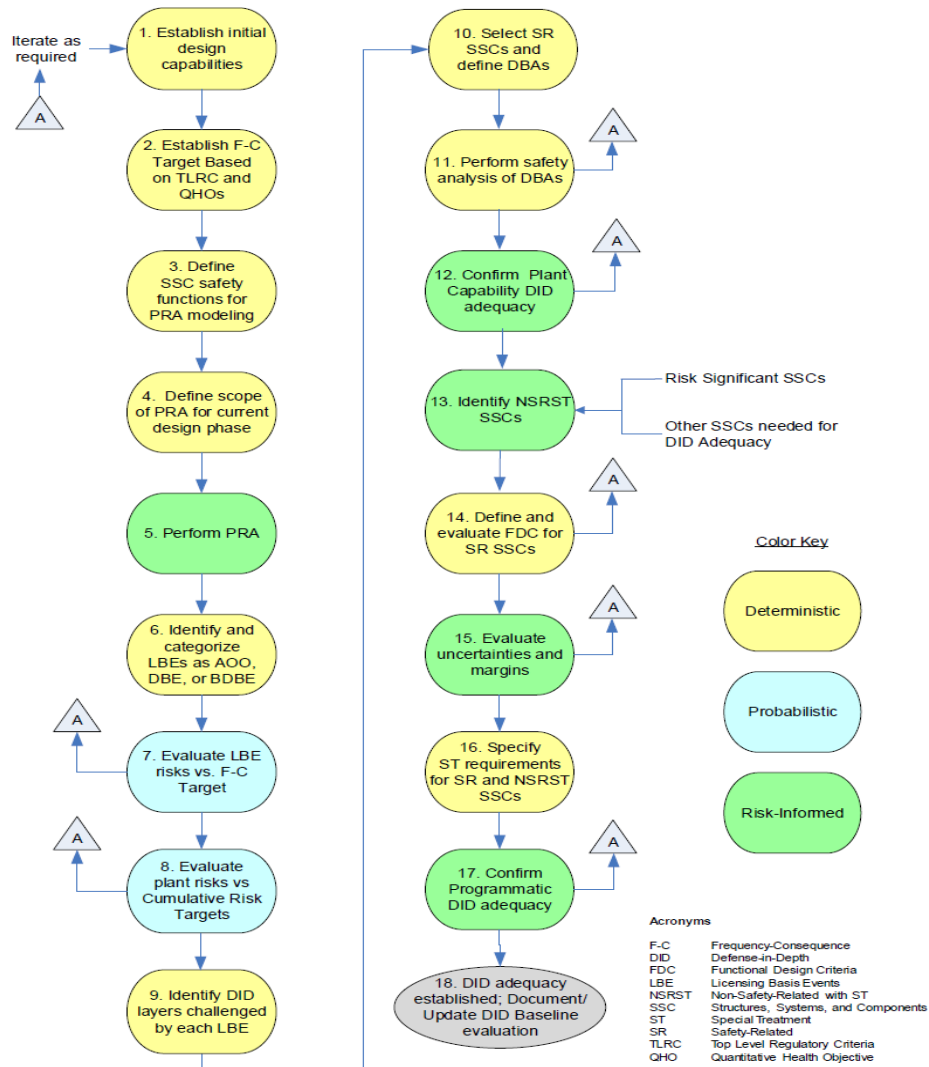 Iterate as
required
A
1. Establish initial
design
capabilities
2. Establish F-C
Target Based
on TLRC and
QHOs
3. Define
SSC safety
functions for
PRA modeling
4.  Define scope
of PRA for current
design phase
5. Perform PRA
6. Identify and
categorize
LBEs as AOO,
DBE, or BDBE
A
7. Evaluate LBE
risks vs. F-C
Target
A
8. Evaluate
plant risks vs
Cumulative Risk
Targets
9. Identify DID
layers challenged
by each LBE
10. Select SR
SSCs and
define DBAs
A
11. Perform safety
analysis of DBAs
A
12. Confirm  Plant
Capability DID
adequacy
13. Identify NSRST
SSCs
Risk Significant SSCs
Other SSCs needed for
DID Adequacy
A
14. Define and
evaluate FDC for
SR SSCs
A
15. Evaluate
uncertainties and
margins
16. Specify
ST requirements
for SR and NSRST
SSCs
A
17. Confirm
Programmatic
DID adequacy
18. DID adequacy
established; Document/
Update DID Baseline
evaluation
Color Key
Deterministic
Probabilistic
Risk-Informed
Acronyms
F-C Frequency-Consequence
DID Defense-in-Depth
FDC Functional Design Criteria
LBE Licensing Basis Events
NSRST Non-Safety-Related with ST
SSC Structures, Systems, and Components
ST Special Treatment
SR Safety-Related
TLRC Top Level Regulatory Criteria
QHO Quantitative Health Objective